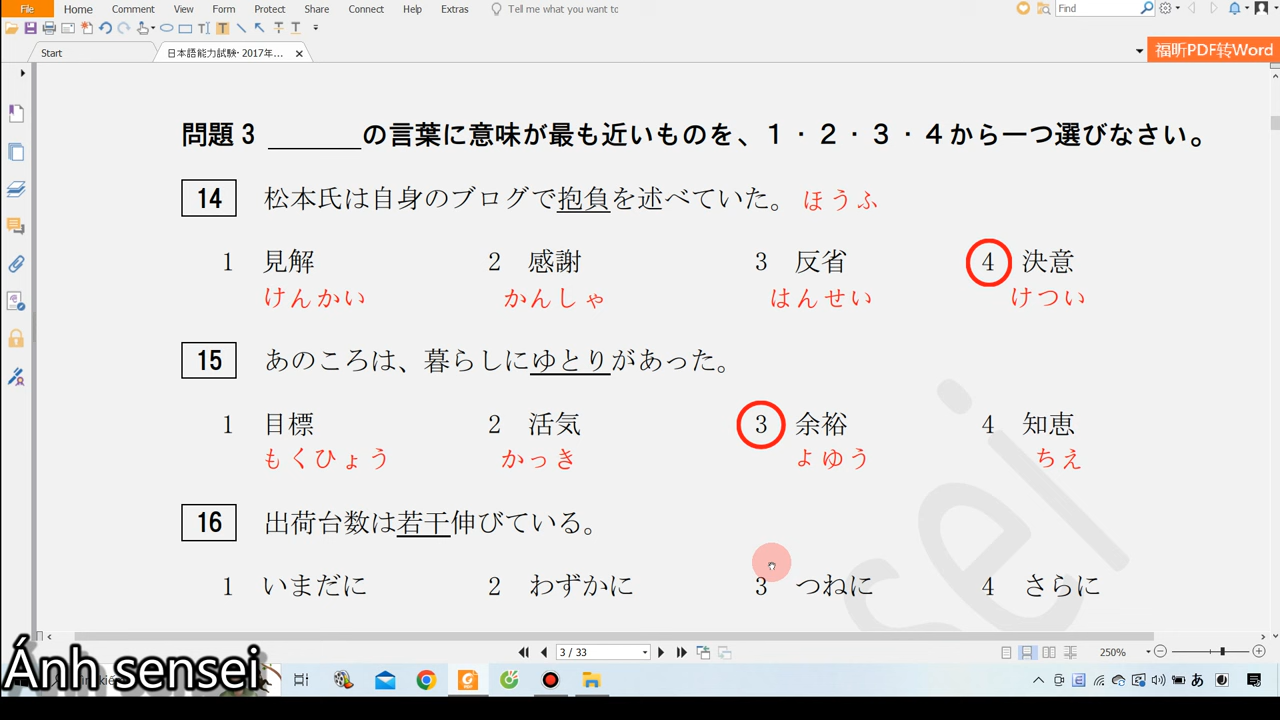 File Home Comment View Form Protect Share Connect Help Extras Tell me what you want to Find
Start 日本語能力試験- 2017年... 福昕PDF转Word
問題3 ______の言葉に意味が最も近いものを、1・2・3・4から一つ選びなさい。
14 松本氏は自身のブログで抱負を述べていた。 ほうふ
1 見解 2 感謝 3 反省 4 決意
けんかい かんしゃ はんせい けつい
15 あのころは、暮らしにゆとりがあった。
1 目標 2 活気 3 余裕 4 知恵
もくひょう かっき よゆう ちえ
16 出荷台数は若干伸びている。
1 いまだに 2 わずかに 3 つねに 4 さらに
sei
3 / 33 250%
Ánh sensei